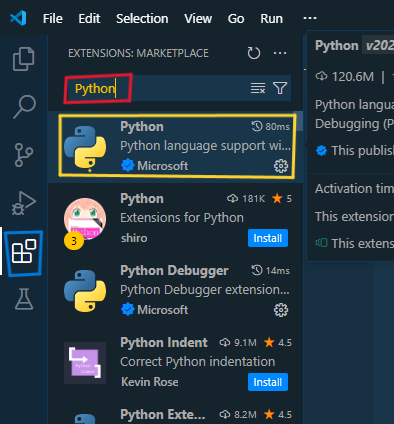 File Edit Selection View Go Run ···
EXTENSIONS: MARKETPLACE ···
Python
Python 80ms
Python language support wi...
Microsoft
Python 181K 5
Extensions for Python
shiro Install
3
Python Debugger 14ms
Python Debugger extension...
Microsoft
Python Indent 9.1M 4.5
Correct Python indentation
Kevin Rose Install
Python Exte... 8.2M 4.5
Python v202
120.6M |
Python langua
Debugging (P
This publis
Activation tim
This extension
This extens